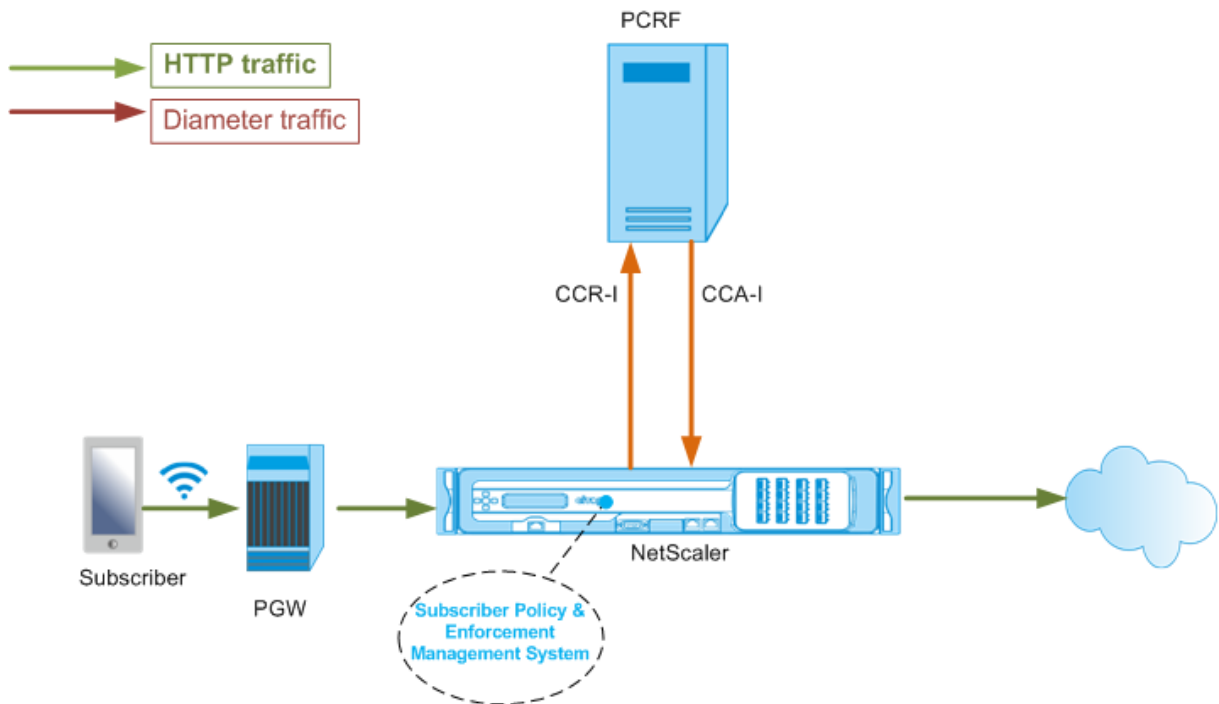 PCRF
HTTP traffic
Diameter traffic
CCR-I
CCA-I
NetScaler
Subscriber
PGW
Subscriber Policy &
Enforcement
Management System